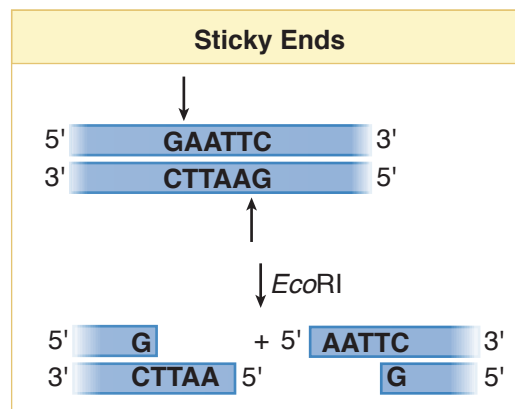 Sticky Ends
5' GAATTC 3'
3' CTTAAG 5'
EcoRI
5' G + 5' AATTC 3'
3' CTTAA 5' G 5'